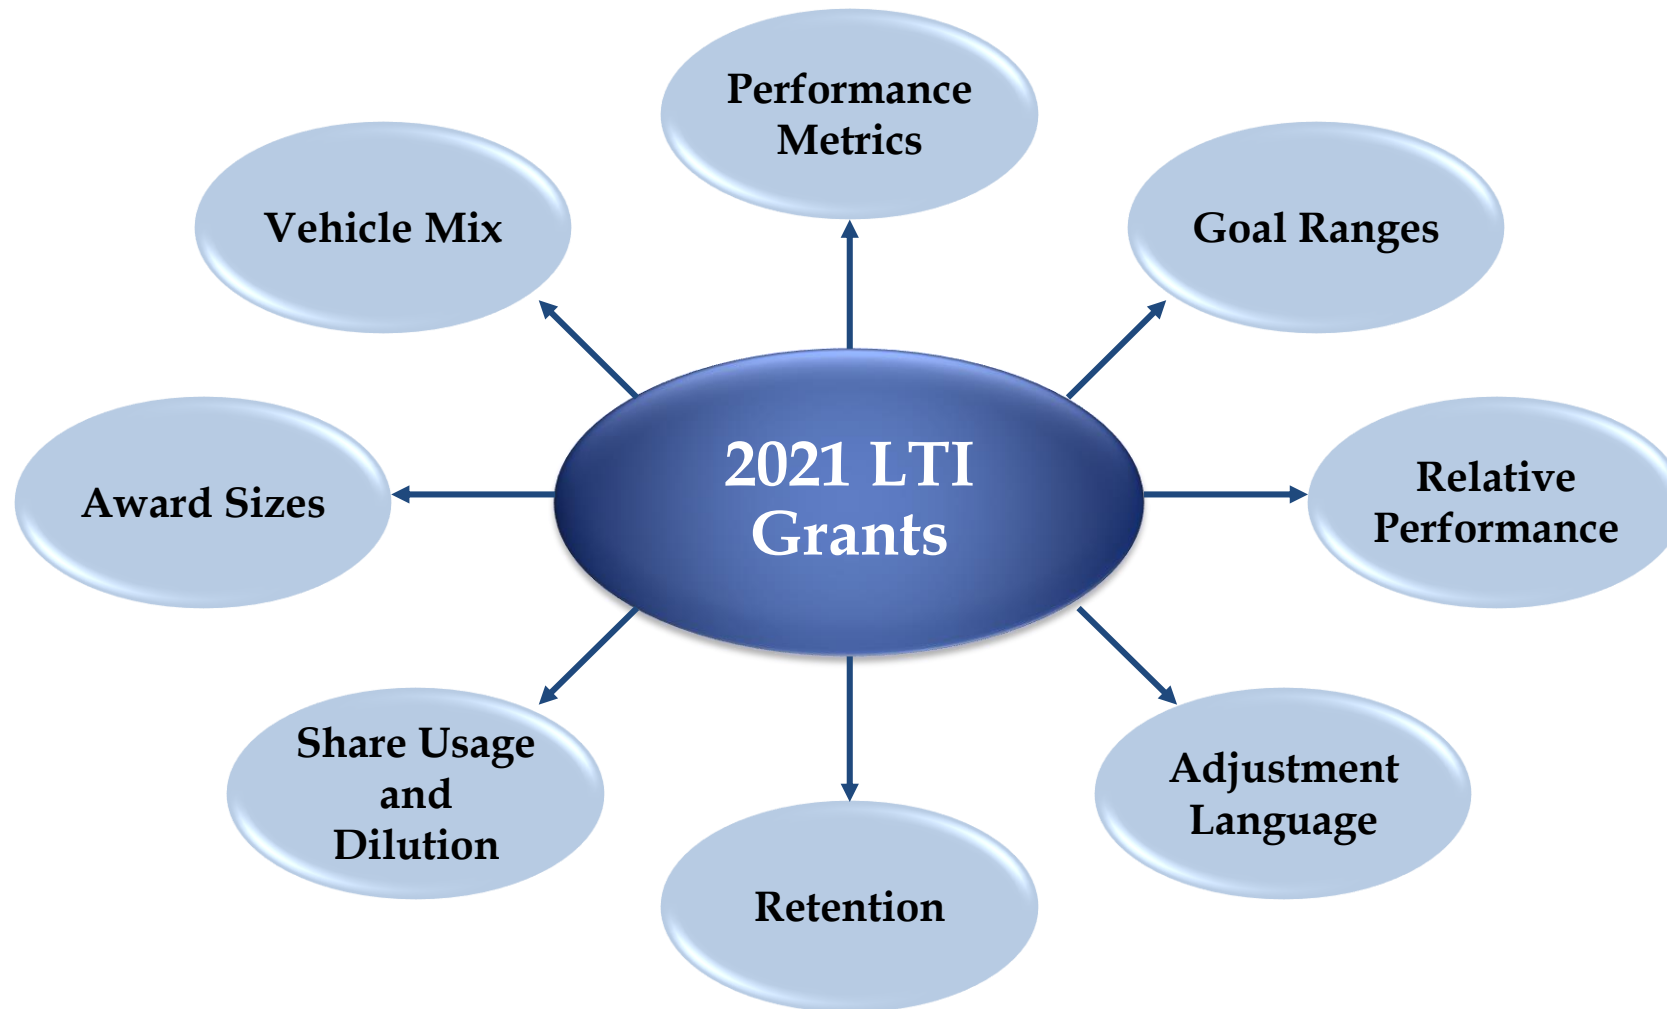 Performance
Metrics
Vehicle Mix
Goal Ranges
2021 LTI
Grants
Award Sizes
Relative
Performance
Share Usage
and
Dilution
Adjustment
Language
Retention